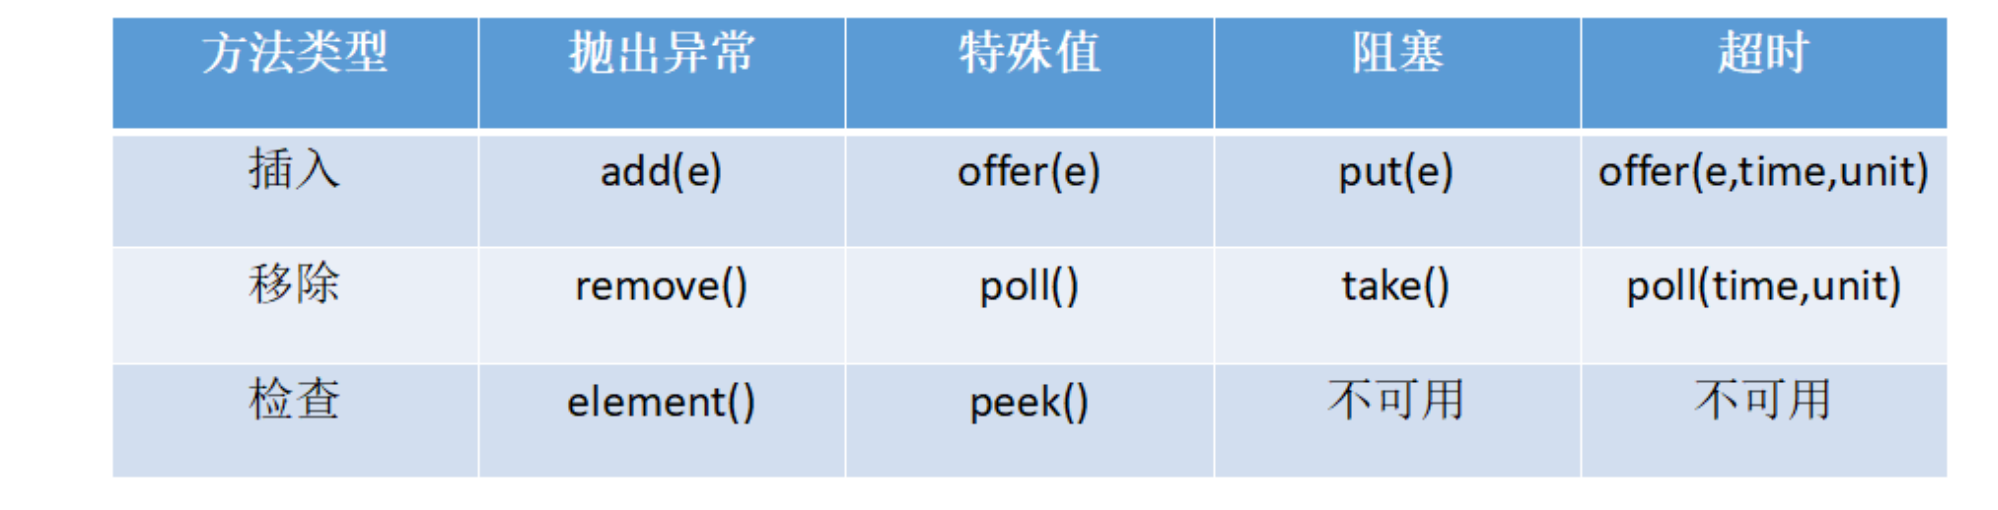 方法类型 抛出异常 特殊值 阻塞 超时
插入 add(e) offer(e) put(e) offer(e,time,unit)
移除 remove() poll() take() poll(time,unit)
检查 element() peek() 不可用 不可用